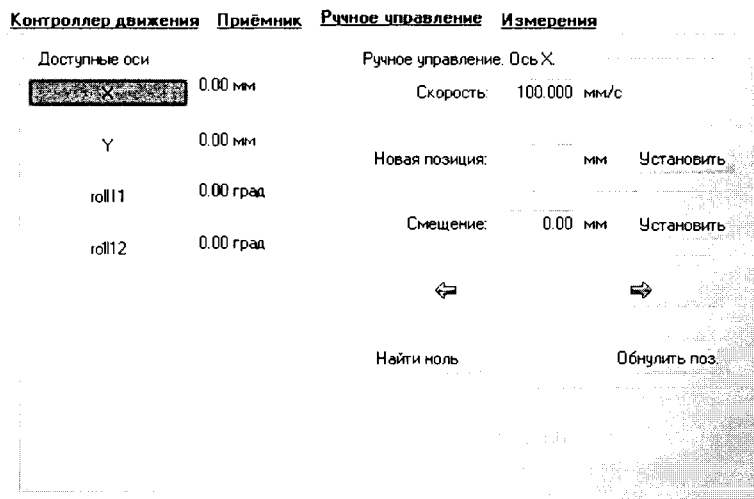 Контроллер движения Приёмник Ручное управление Измерения
Доступные оси
X 0.00 мм
Y 0.00 мм
roll11 0.00 град
roll12 0.00 град
Ручное управление. Ось X.
Скорость: 100.000 мм/с
Новая позиция: мм Установить
Смещение: 0.00 мм Установить
Найти ноль Обнулить поз.